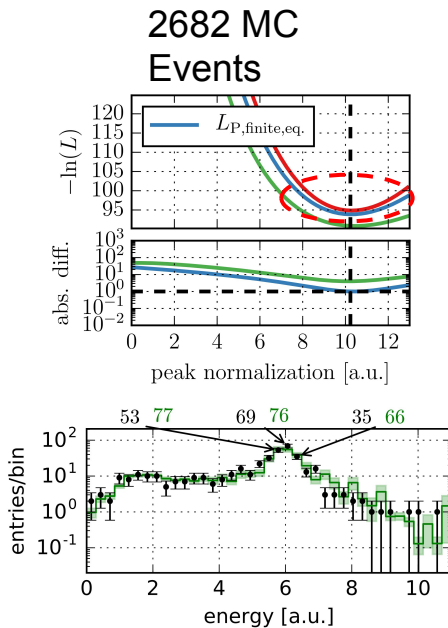 2682 MC
Events
120
115
110
105
100
95
−ln(L)
L_P,finite,eq.
10^3
10^2
10^1
10^0
10^-1
10^-2
abs. diff.
0 2 4 6 8 10 12
peak normalization [a.u.]
53 77 69 76 35 66
10^2
10^1
10^0
10^-1
entries/bin
0 2 4 6 8 10
energy [a.u.]